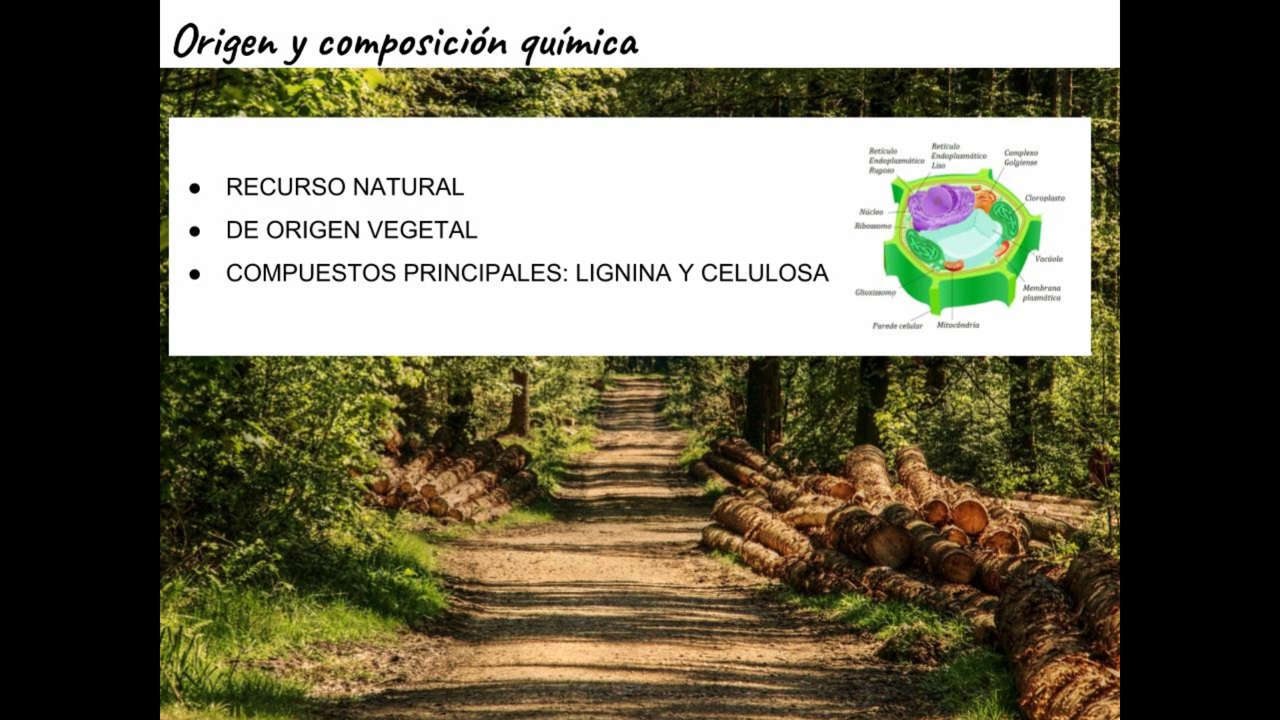 Origen y composición química
● RECURSO NATURAL
● DE ORIGEN VEGETAL
● COMPUESTOS PRINCIPALES: LIGNINA Y CELULOSA
Retículo
Endoplasmático
Rugoso
Retículo
Endoplasmático
Liso
Complexo
Golgiense
Cloroplasto
Núcleo
Ribossomo
Vacúolo
Glioxissomo
Membrana
plasmática
Parede celular
Mitocôndria